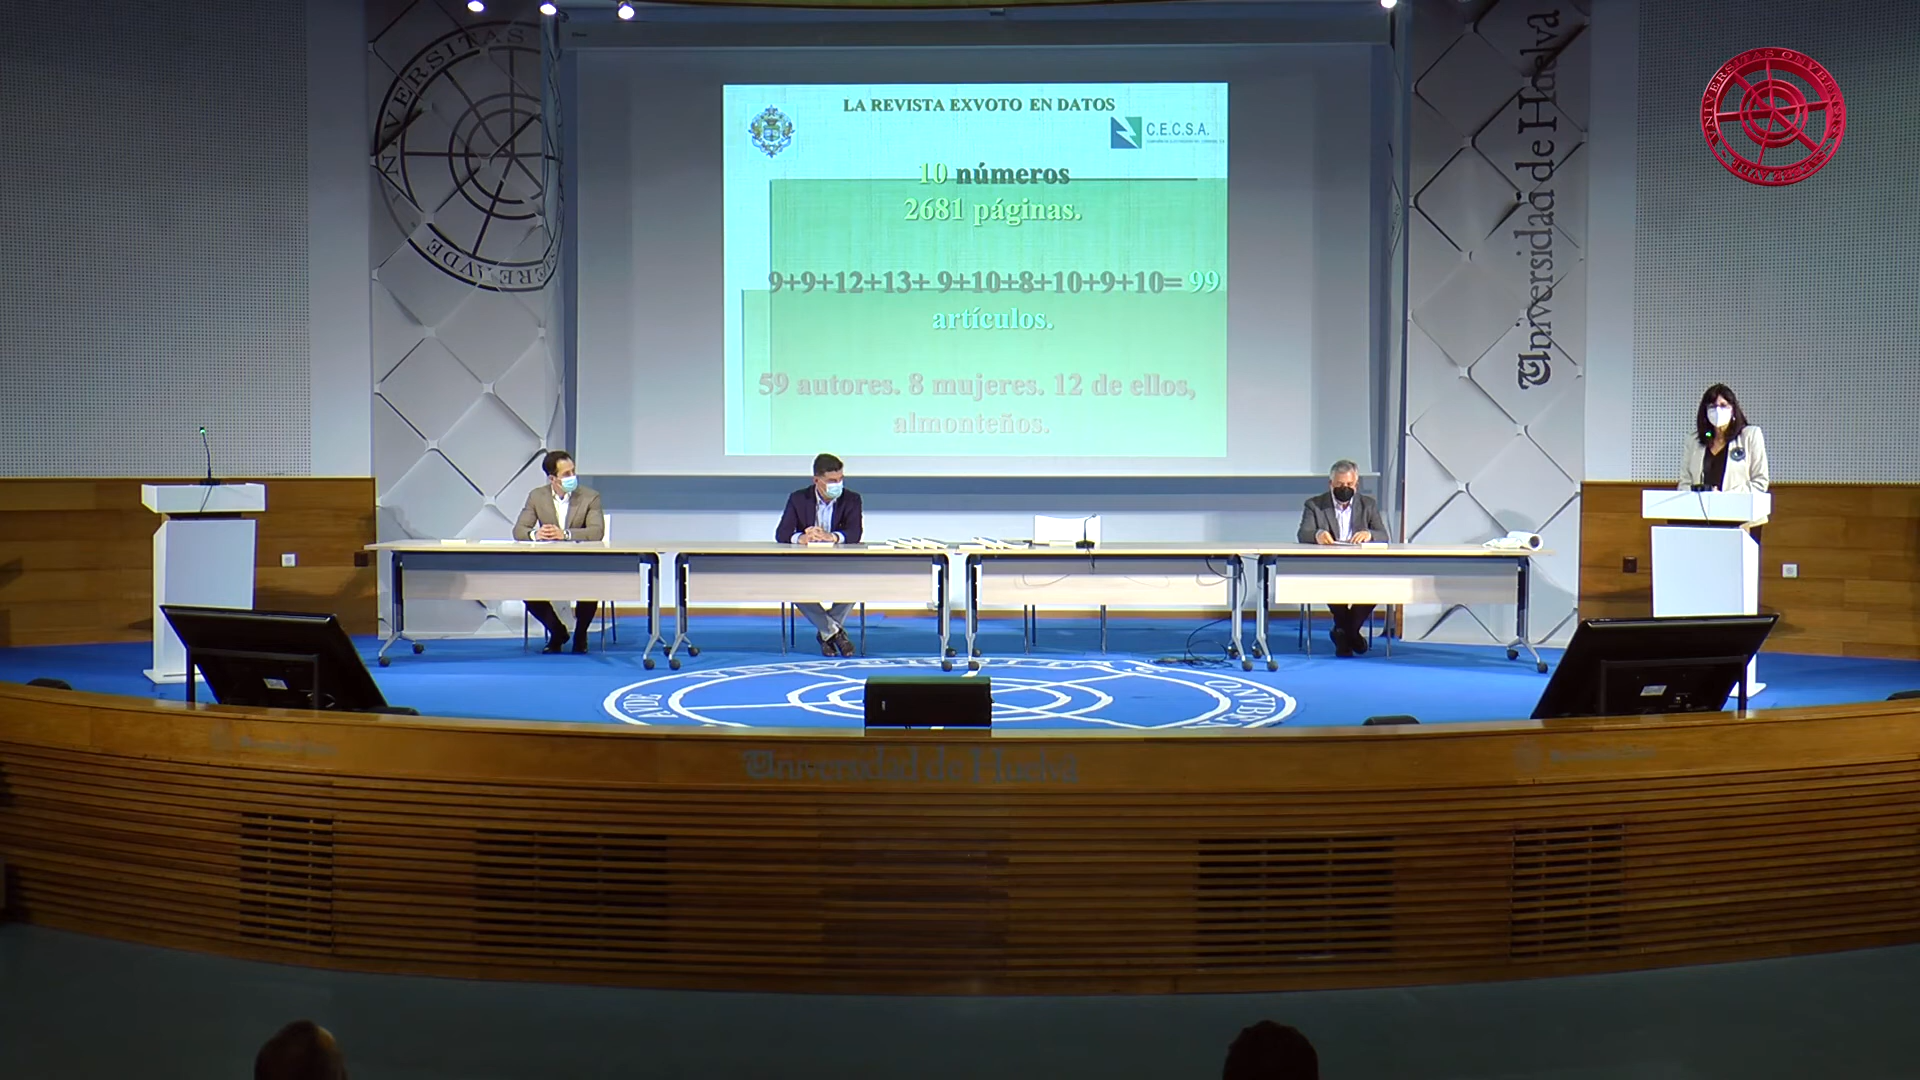 LA REVISTA EXVOTO EN DATOS
C.E.C.S.A.
10 números
2681 páginas.
9+9+12+13+ 9+10+8+10+9+10= 99
artículos.
59 autores. 8 mujeres. 12 de ellos,
almonteños.
Universidad de Huelva
Universidad de Huelva